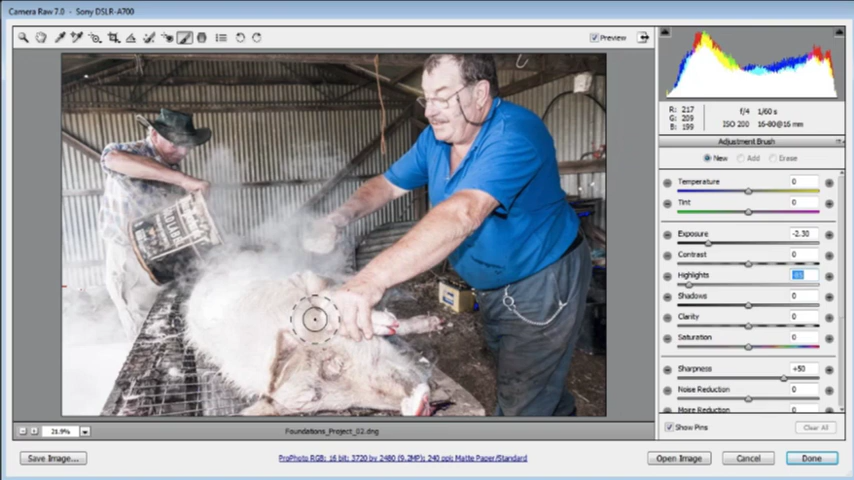 Camera Raw 7.0 - Sony DSLR-A700
Preview
R: 217
G: 209
B: 199
f/4 1/60 s
ISO 200 16-80@16 mm
Adjustment Brush
New Add Erase
Temperature 0
Tint 0
Exposure -2.30
Contrast 0
Highlights
Shadows 0
Clarity 0
Saturation 0
Sharpness +50
Noise Reduction 0
Moire Reduction 0
Show Pins Clear All
21.9% Foundations_Project_02.dng
Save Image... ProPhoto RGB; 16 bit; 3720 by 2480 (9.2MP); 240 ppi; Matte Paper/Standard Open Image Cancel Done